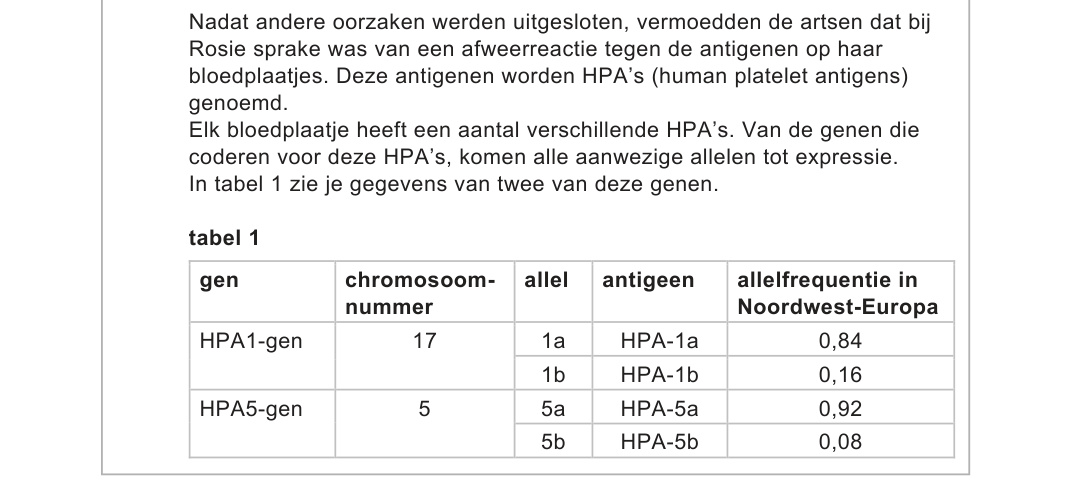 Nadat andere oorzaken werden uitgesloten, vermoedden de artsen dat bij
Rosie sprake was van een afweerreactie tegen de antigenen op haar
bloedplaatjes. Deze antigenen worden HPA’s (human platelet antigens)
genoemd.
Elk bloedplaatje heeft een aantal verschillende HPA’s. Van de genen die
coderen voor deze HPA’s, komen alle aanwezige allelen tot expressie.
In tabel 1 zie je gegevens van twee van deze genen.
tabel 1
gen chromosoom- allel antigeen allelfrequentie in
nummer Noordwest-Europa
HPA1-gen 17 1a HPA-1a 0,84
1b HPA-1b 0,16
HPA5-gen 5 5a HPA-5a 0,92
5b HPA-5b 0,08